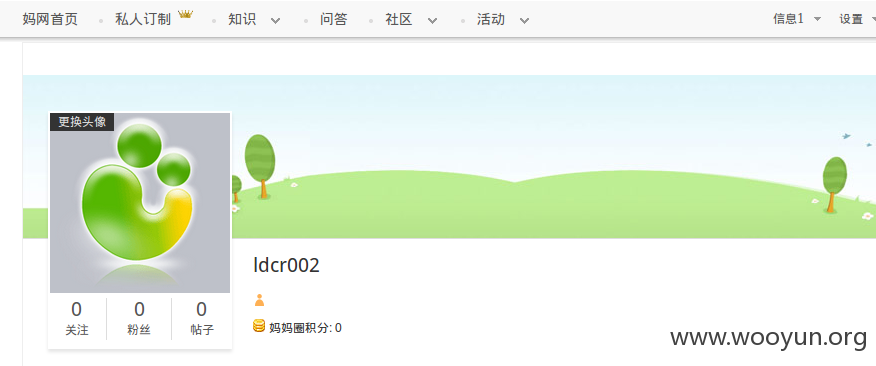 妈网首页 私人订制 知识 问答 社区 活动 信息1 设置
更换头像
ldcr002
0 0 0
关注 粉丝 帖子
妈妈圈积分: 0
www.wooyun.org